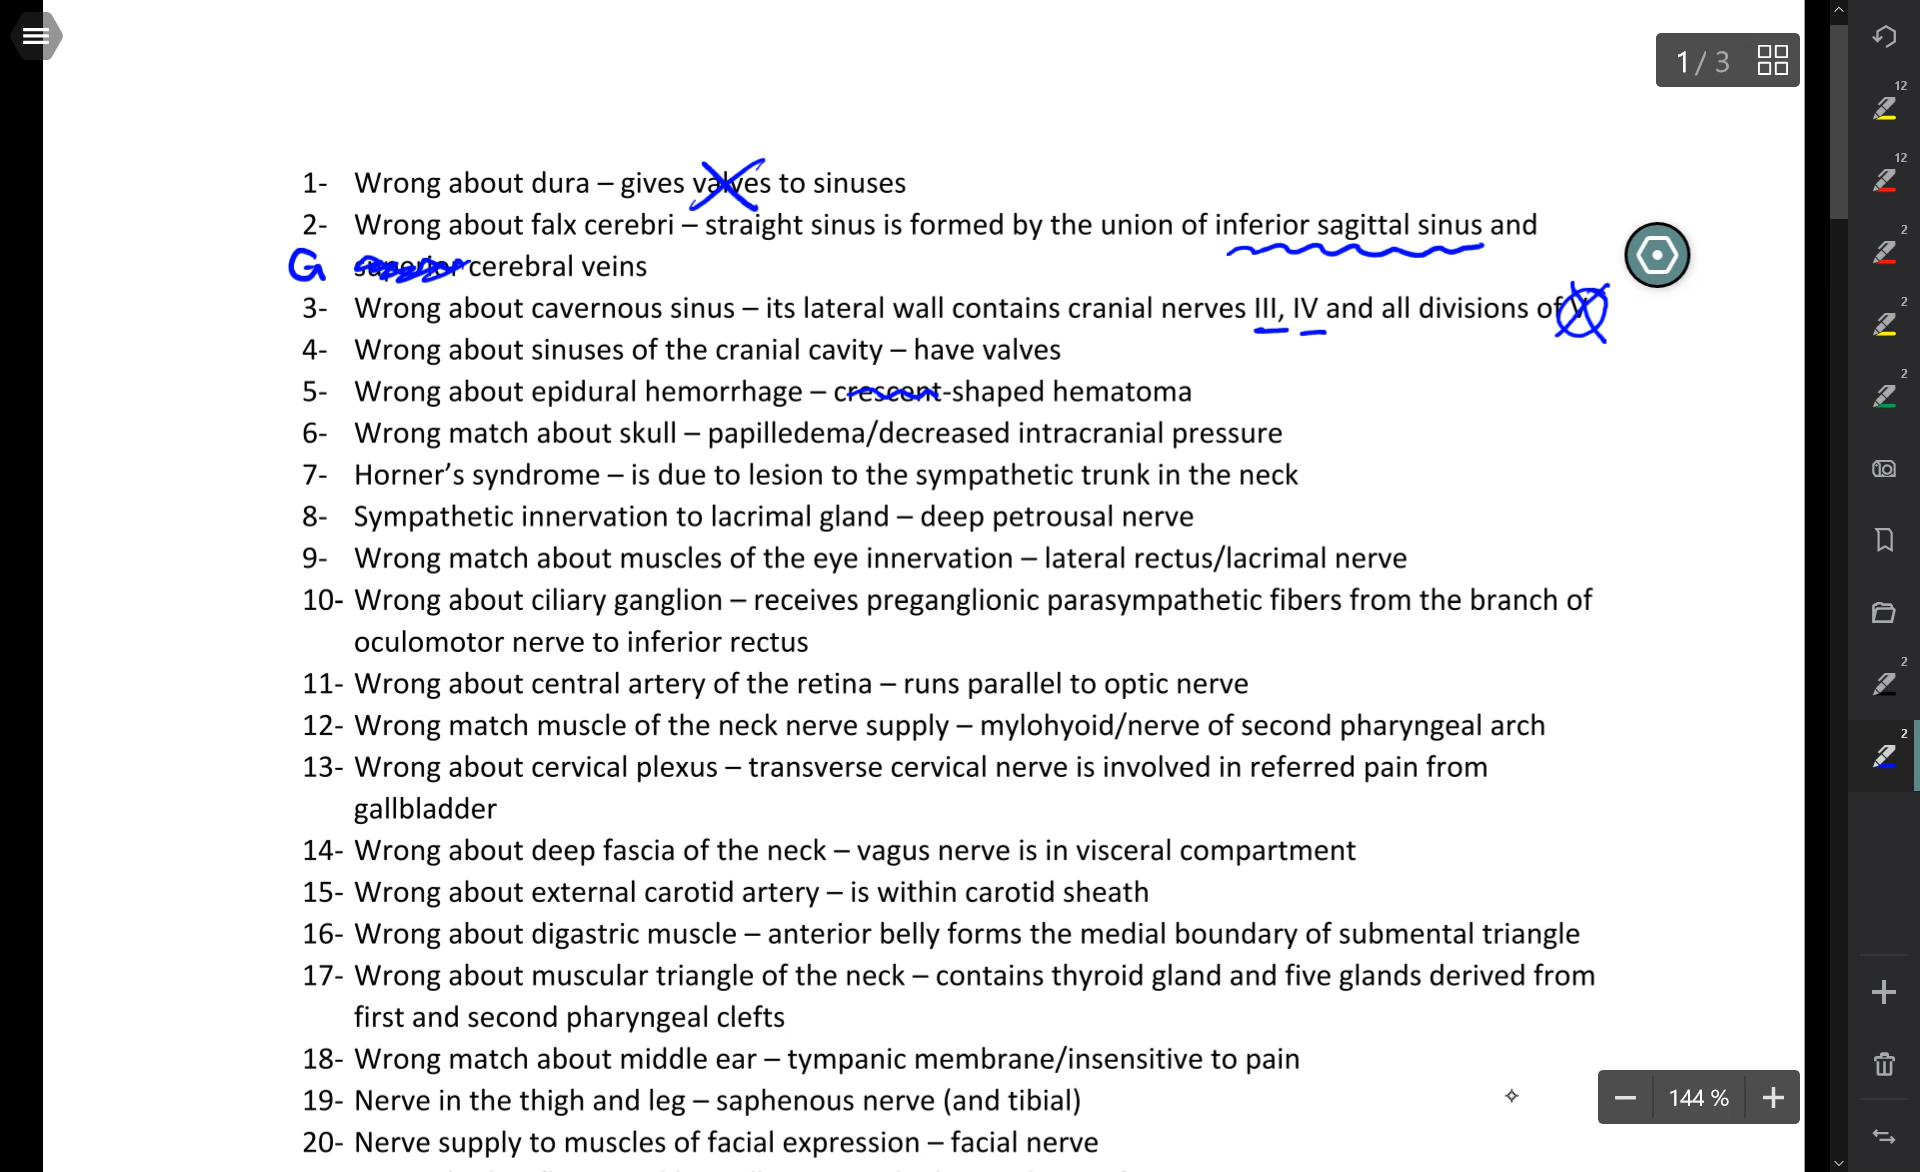 1 / 3
1- Wrong about dura – gives valves to sinuses
2- Wrong about falx cerebri – straight sinus is formed by the union of inferior sagittal sinus and
G superior cerebral veins
3- Wrong about cavernous sinus – its lateral wall contains cranial nerves III, IV and all divisions of V
4- Wrong about sinuses of the cranial cavity – have valves
5- Wrong about epidural hemorrhage – crescent-shaped hematoma
6- Wrong match about skull – papilledema/decreased intracranial pressure
7- Horner’s syndrome – is due to lesion to the sympathetic trunk in the neck
8- Sympathetic innervation to lacrimal gland – deep petrousal nerve
9- Wrong match about muscles of the eye innervation – lateral rectus/lacrimal nerve
10- Wrong about ciliary ganglion – receives preganglionic parasympathetic fibers from the branch of
oculomotor nerve to inferior rectus
11- Wrong about central artery of the retina – runs parallel to optic nerve
12- Wrong match muscle of the neck nerve supply – mylohyoid/nerve of second pharyngeal arch
13- Wrong about cervical plexus – transverse cervical nerve is involved in referred pain from
gallbladder
14- Wrong about deep fascia of the neck – vagus nerve is in visceral compartment
15- Wrong about external carotid artery – is within carotid sheath
16- Wrong about digastric muscle – anterior belly forms the medial boundary of submental triangle
17- Wrong about muscular triangle of the neck – contains thyroid gland and five glands derived from
first and second pharyngeal clefts
18- Wrong match about middle ear – tympanic membrane/insensitive to pain
19- Nerve in the thigh and leg – saphenous nerve (and tibial)
20- Nerve supply to muscles of facial expression – facial nerve
144 %
12
12
2
2
2
2
2